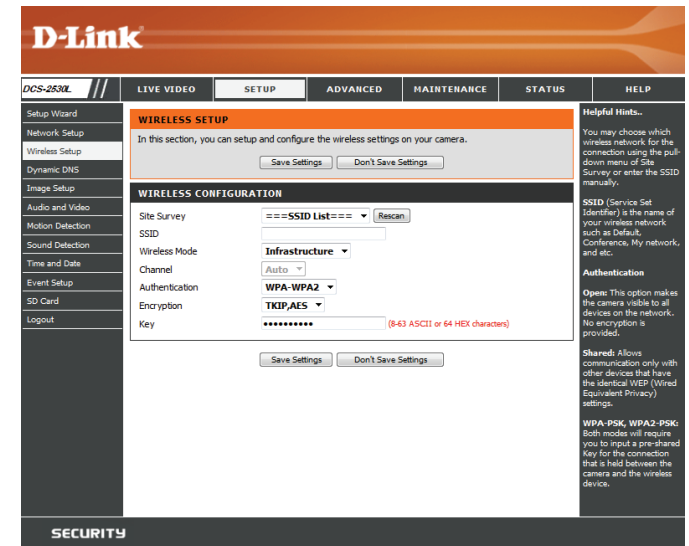 D-Link
DCS-2530L
LIVE VIDEO
SETUP
ADVANCED
MAINTENANCE
STATUS
HELP
Setup Wizard
Network Setup
Wireless Setup
Dynamic DNS
Image Setup
Audio and Video
Motion Detection
Sound Detection
Time and Date
Event Setup
SD Card
Logout
WIRELESS SETUP
In this section, you can setup and configure the wireless settings on your camera.
Save Settings Don't Save Settings
WIRELESS CONFIGURATION
Site Survey ===SSID List=== Rescan
SSID
Wireless Mode Infrastructure
Channel Auto
Authentication WPA-WPA2
Encryption TKIP,AES
Key •••••••••• (8-63 ASCII or 64 HEX characters)
Save Settings Don't Save Settings
Helpful Hints..
You may choose which
wireless network for the
connection using the pull-
down menu of Site
Survey or enter the SSID
manually.
SSID (Service Set
Identifier) is the name of
your wireless network
such as Default,
Conference, My network,
and etc.
Authentication
Open: This option makes
the camera visible to all
devices on the network.
No encryption is
provided.
Shared: Allows
communication only with
other devices that have
the identical WEP (Wired
Equivalent Privacy)
settings.
WPA-PSK, WPA2-PSK:
Both modes will require
you to input a pre-shared
Key for the connection
that is held between the
camera and the wireless
device.
SECURITY